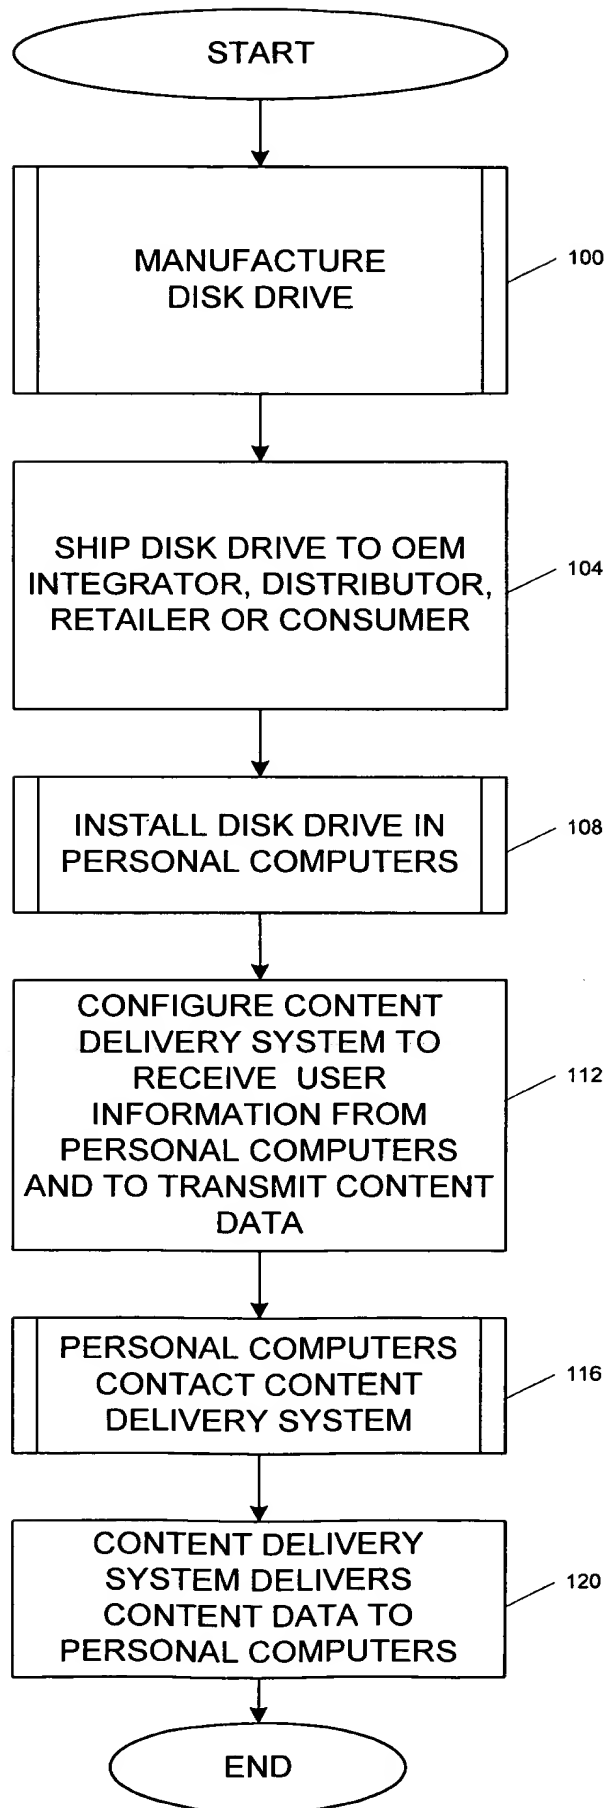 START
MANUFACTURE
DISK DRIVE
100
SHIP DISK DRIVE TO OEM
INTEGRATOR, DISTRIBUTOR,
RETAILER OR CONSUMER
104
INSTALL DISK DRIVE IN
PERSONAL COMPUTERS
108
CONFIGURE CONTENT
DELIVERY SYSTEM TO
RECEIVE USER
INFORMATION FROM
PERSONAL COMPUTERS
AND TO TRANSMIT CONTENT
DATA
112
PERSONAL COMPUTERS
CONTACT CONTENT
DELIVERY SYSTEM
116
CONTENT DELIVERY
SYSTEM DELIVERS
CONTENT DATA TO
PERSONAL COMPUTERS
120
END